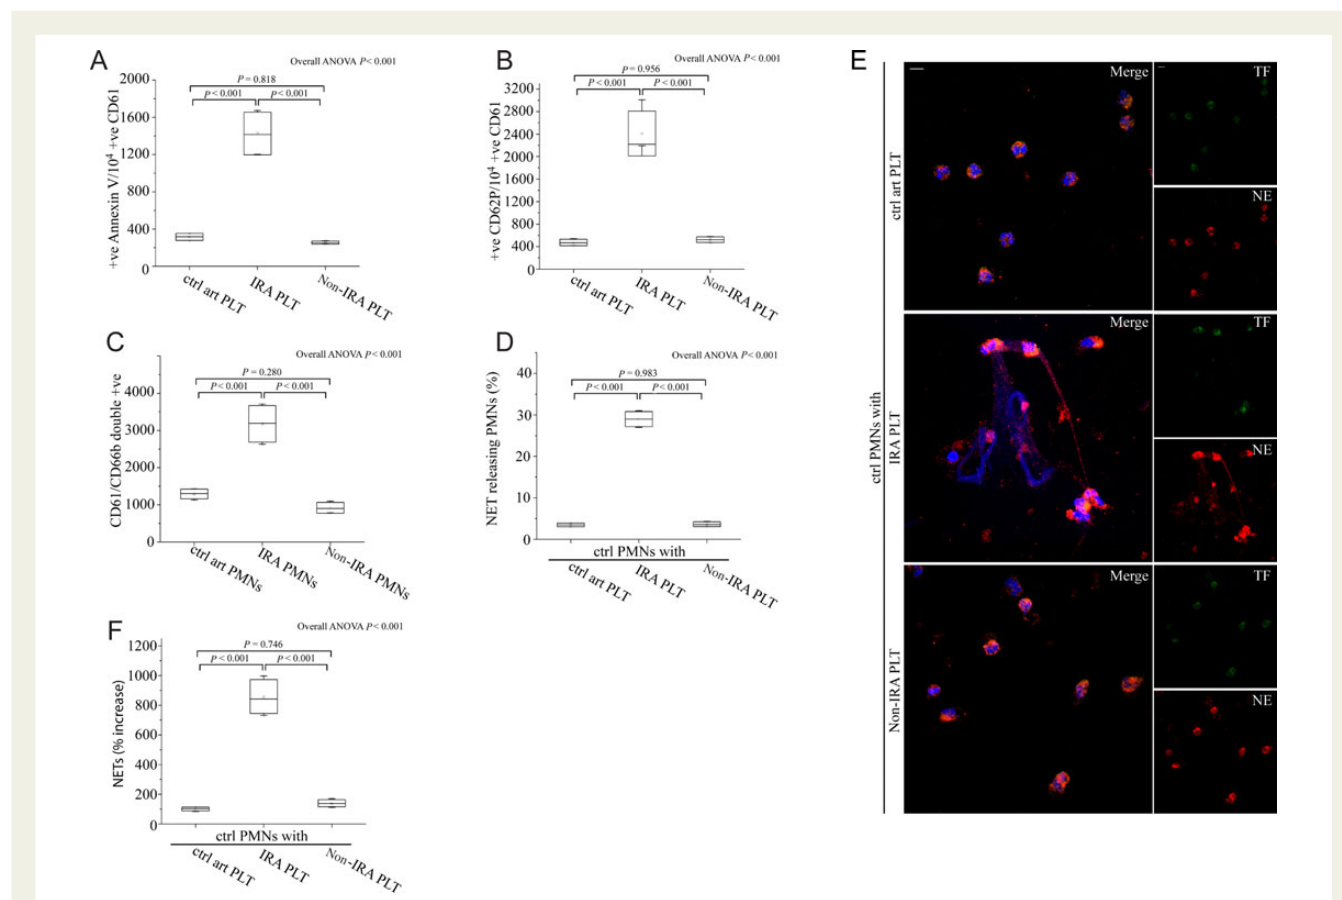 A
Overall ANOVA P< 0.001
P = 0.818
P < 0.001
P < 0.001
+ve Annexin V/10⁴ +ve CD61
2000
1600
1200
800
400
0
ctrl art PLT
IRA PLT
Non-IRA PLT
B
Overall ANOVA P< 0.001
P = 0.956
P < 0.001
P < 0.001
+ve CD62P/10⁴ +ve CD61
3200
2800
2400
2000
1600
1200
800
400
0
ctrl art PLT
IRA PLT
Non-IRA PLT
C
Overall ANOVA P< 0.001
P = 0.280
P < 0.001
P < 0.001
CD61/CD66b double +ve
4000
3000
2000
1000
0
ctrl art PMNs
IRA PMNs
Non-IRA PMNs
D
Overall ANOVA P< 0.001
P = 0.983
P < 0.001
P < 0.001
NET releasing PMNs (%)
40
30
20
10
0
ctrl PMNs with
ctrl art PLT
IRA PLT
Non-IRA PLT
E
ctrl PMNs with
ctrl art PLT
Merge
TF
NE
IRA PLT
Merge
TF
NE
Non-IRA PLT
Merge
TF
NE
F
Overall ANOVA P< 0.001
P = 0.746
P < 0.001
P < 0.001
NETs (% increase)
1200
1000
800
600
400
200
0
ctrl PMNs with
ctrl art PLT
IRA PLT
Non-IRA PLT